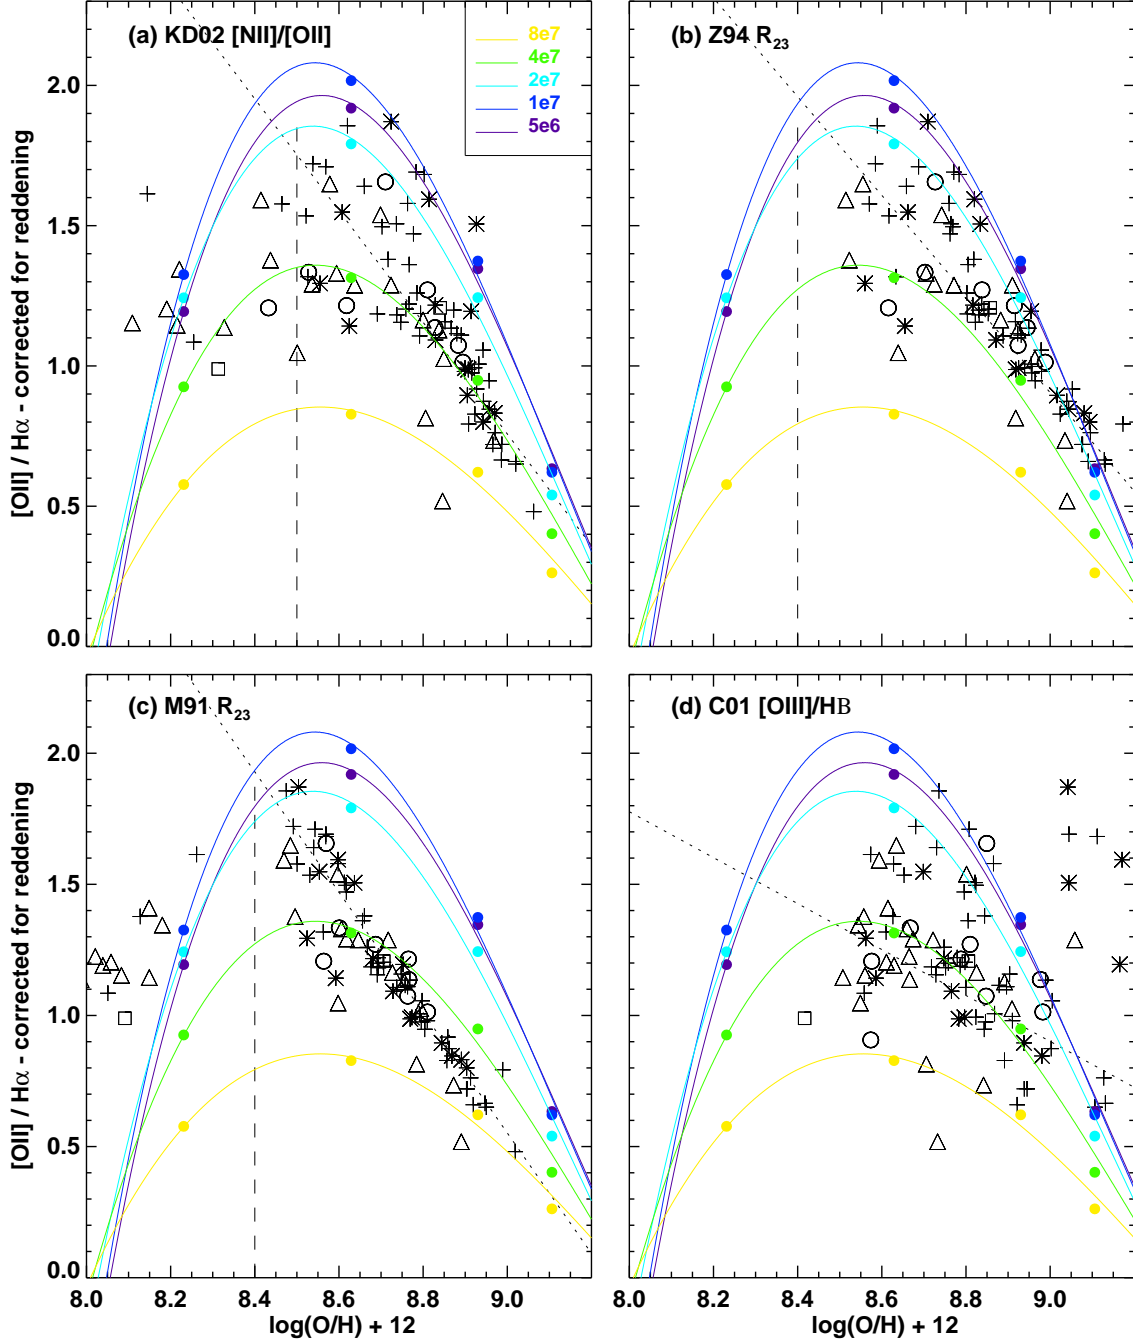 (a) KD02 [NII]/[OII]
8e7
4e7
2e7
1e7
5e6
(b) Z94 R23
2.0
1.5
1.0
0.5
0.0
[OII] / Hα - corrected for reddening
(c) M91 R23
(d) C01 [OIII]/HB
2.0
1.5
1.0
0.5
0.0
[OII] / Hα - corrected for reddening
8.0 8.2 8.4 8.6 8.8 9.0
log(O/H) + 12
8.0 8.2 8.4 8.6 8.8 9.0
log(O/H) + 12